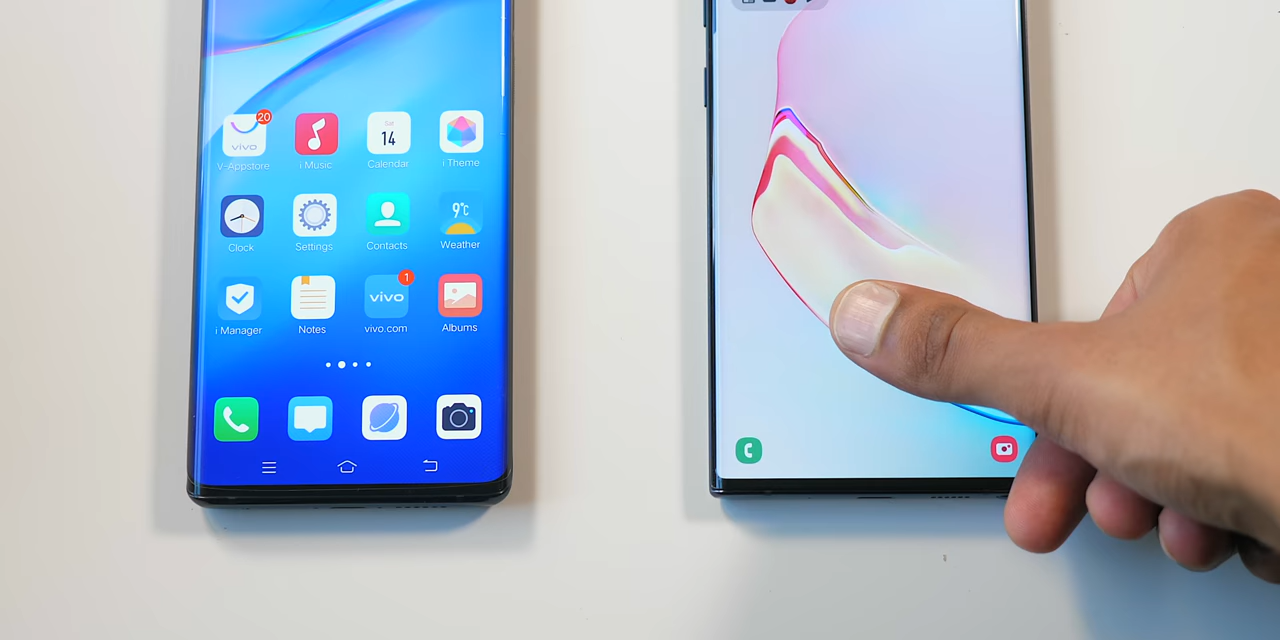 20
vivo
V-Appstore
i Music
Sat
14
Calendar
i Theme
Clock
Settings
Contacts
9°C
Weather
i Manager
Notes
1
vivo
vivo.com
Albums